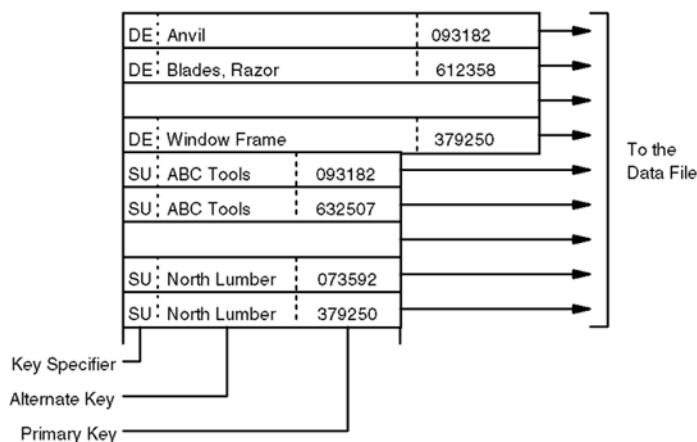 DE Anvil 093182
DE Blades, Razor 612358
DE Window Frame 379250
SU ABC Tools 093182
SU ABC Tools 632507
SU North Lumber 073592
SU North Lumber 379250
To the
Data File
Key Specifier
Alternate Key
Primary Key